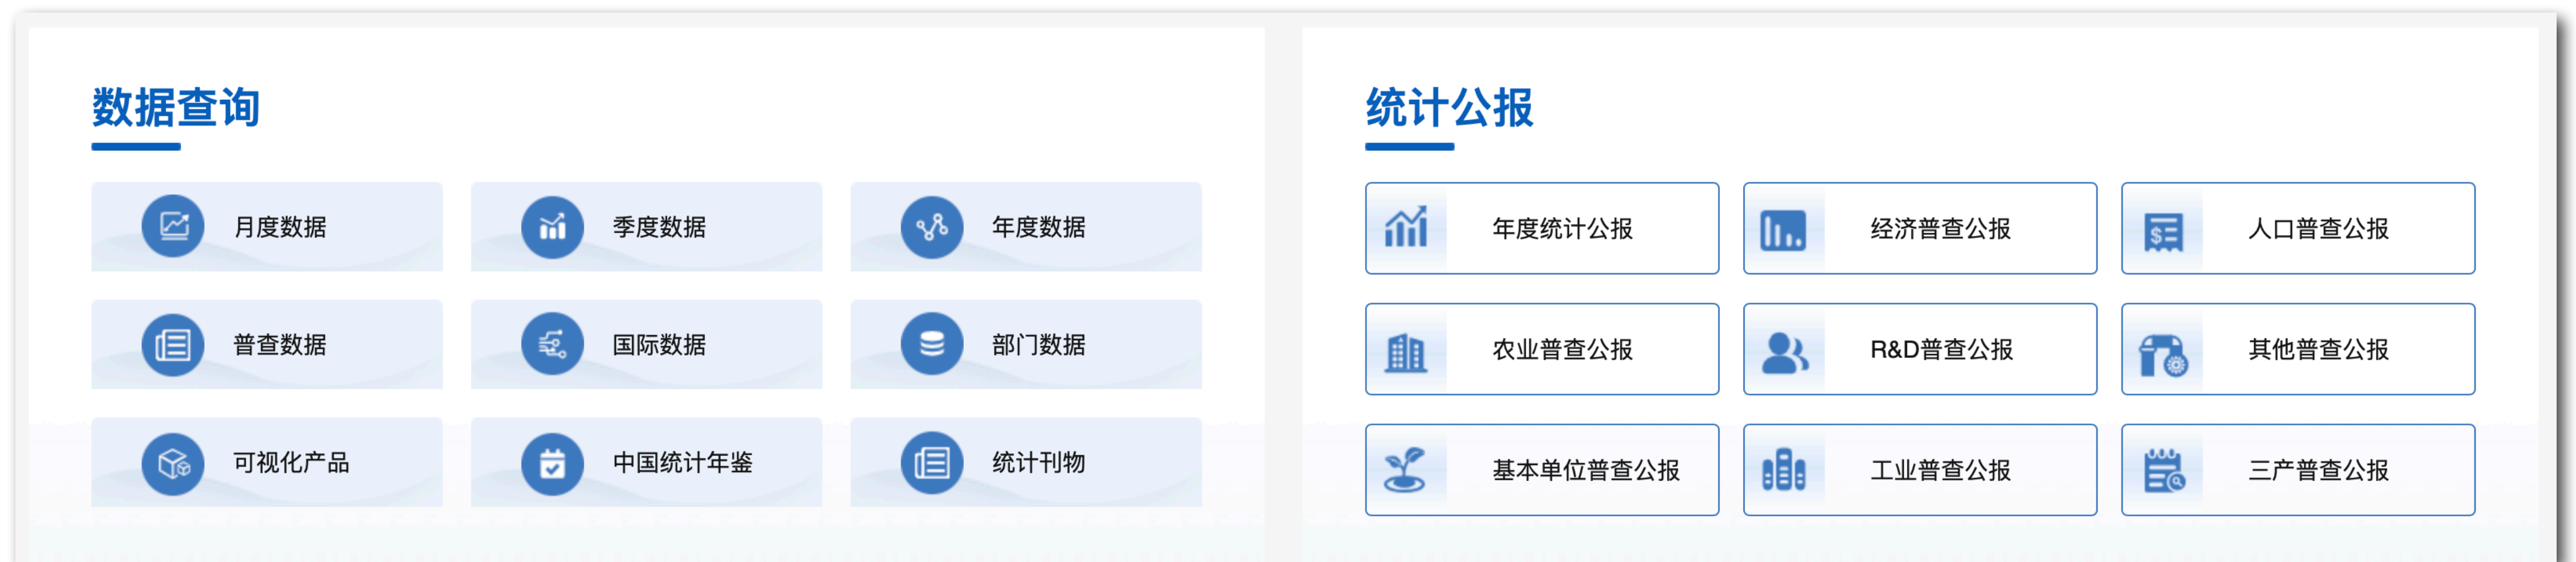 数据查询
月度数据
季度数据
年度数据
普查数据
国际数据
部门数据
可视化产品
中国统计年鉴
统计刊物
统计公报
年度统计公报
经济普查公报
人口普查公报
农业普查公报
R&D普查公报
其他普查公报
基本单位普查公报
工业普查公报
三产普查公报